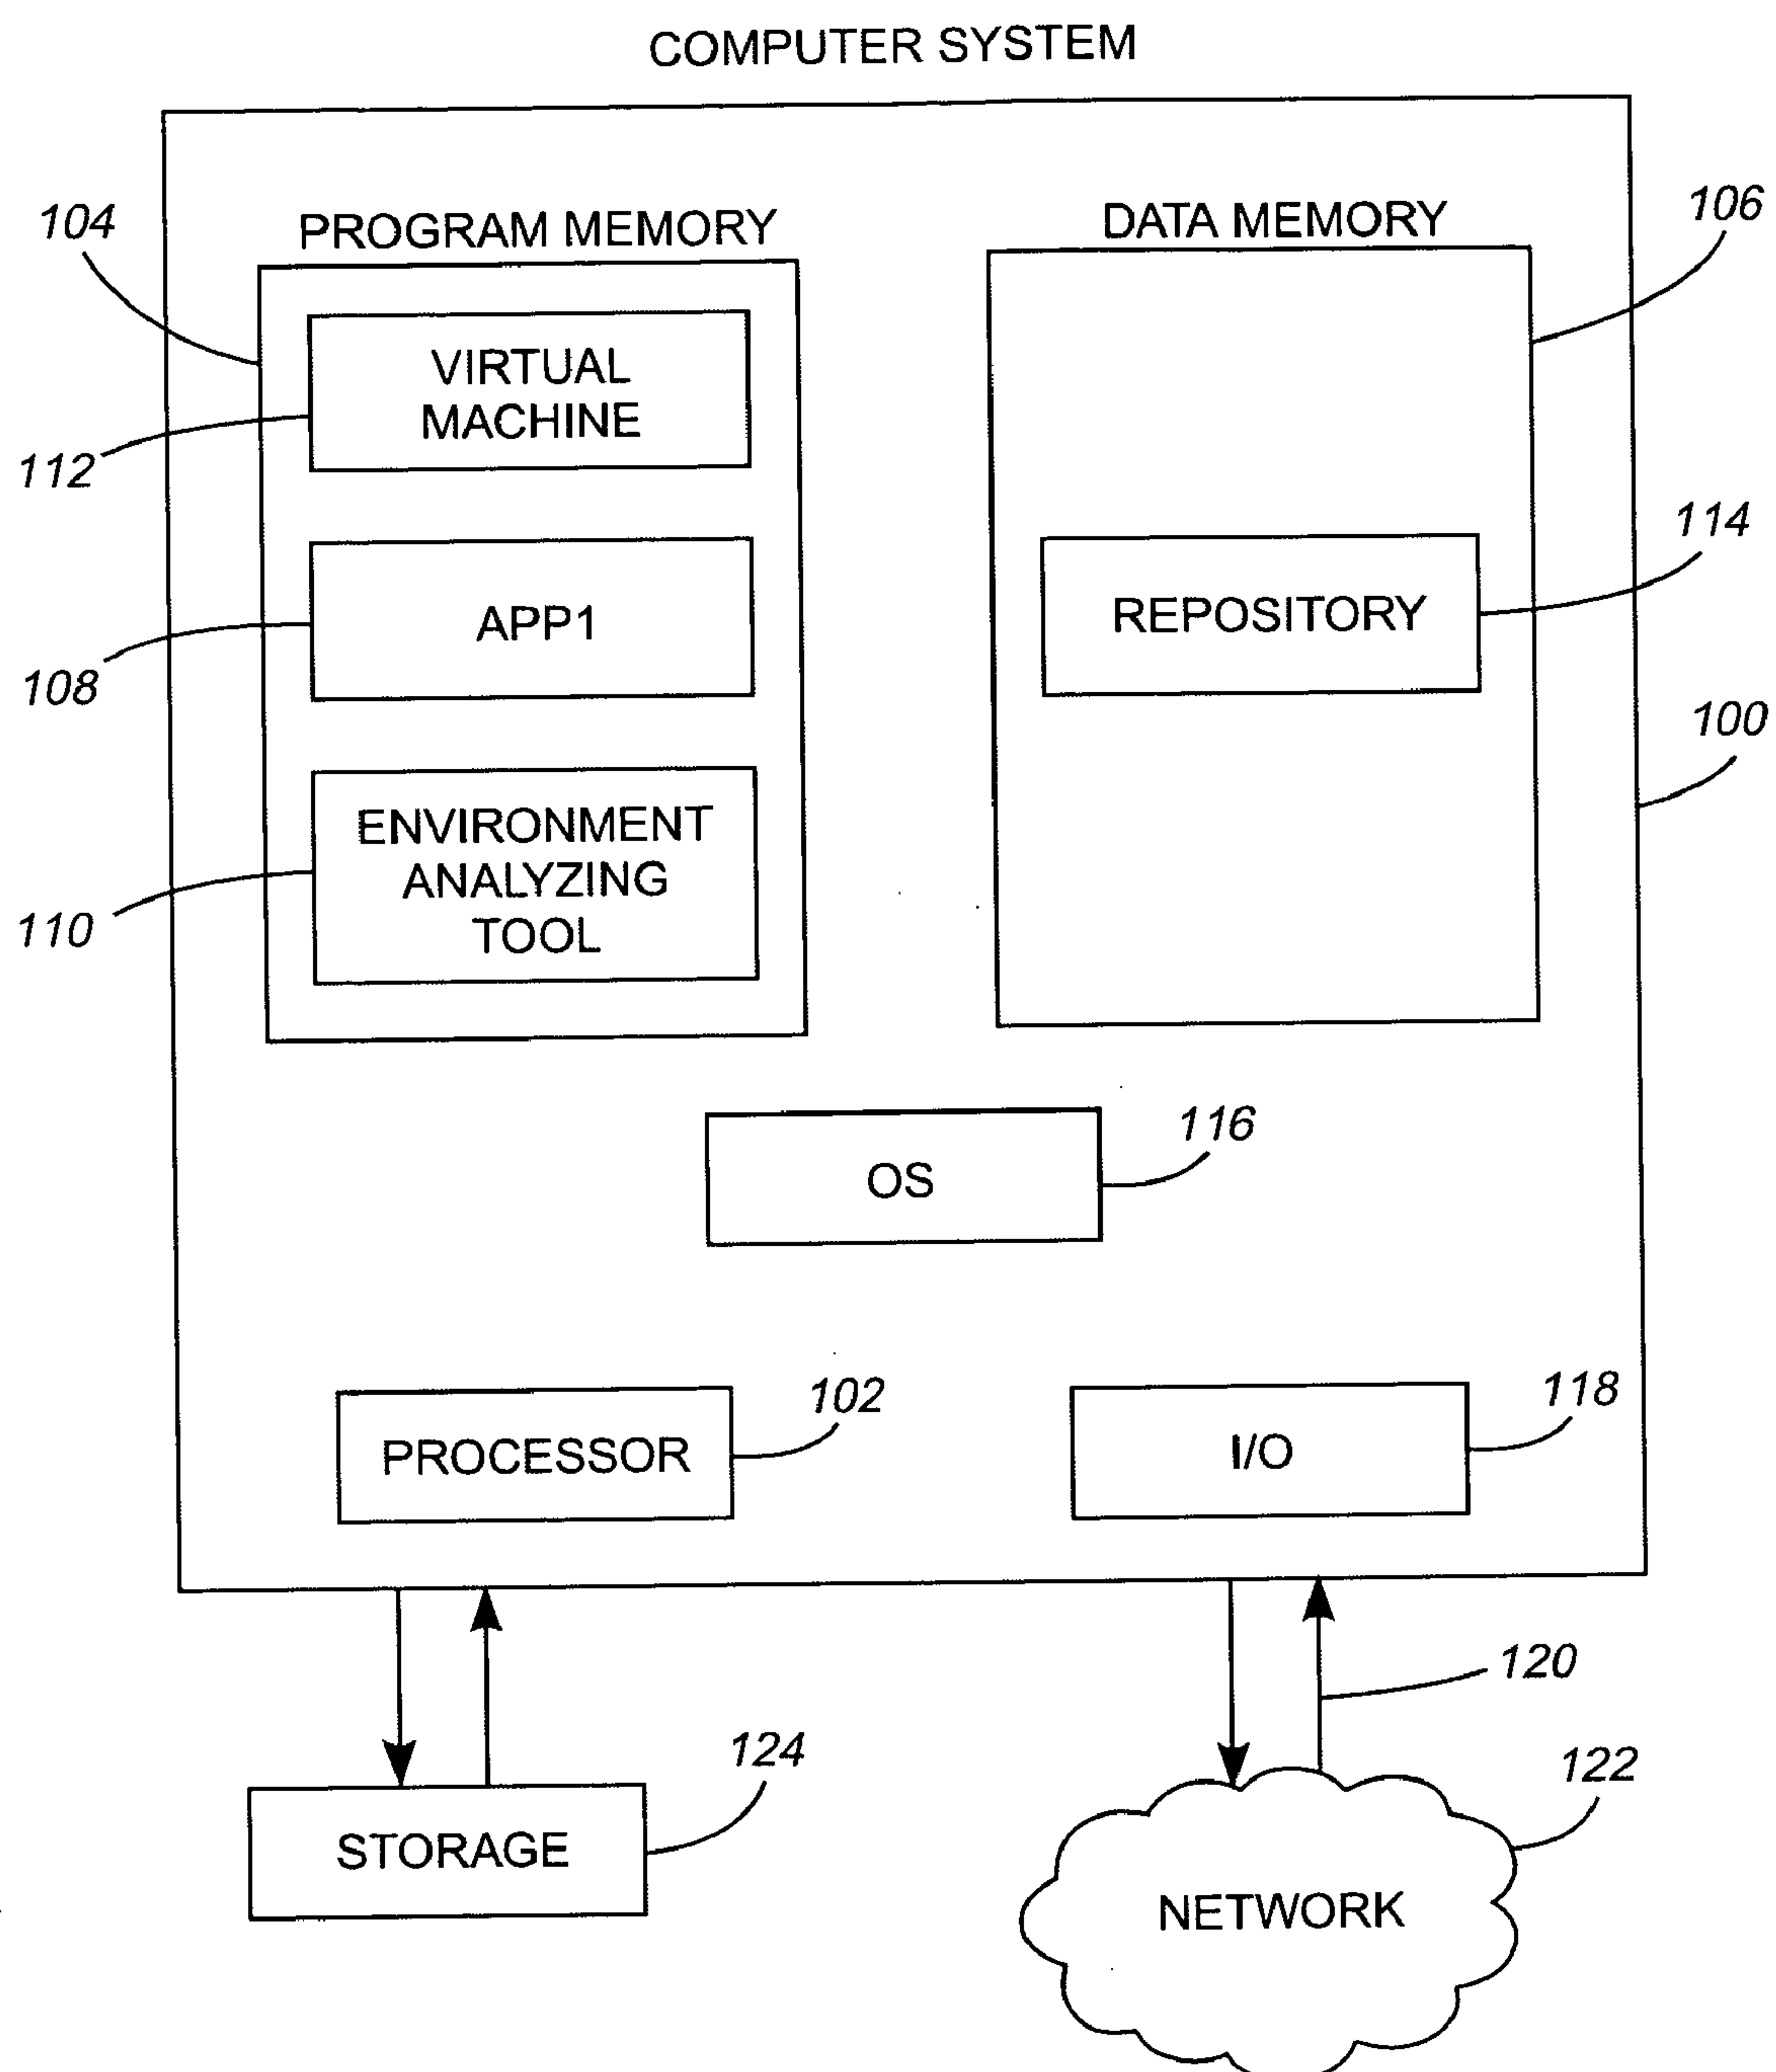 COMPUTER SYSTEM
104
PROGRAM MEMORY
DATA MEMORY
106
VIRTUAL
MACHINE
112
114
APP1
REPOSITORY
108
100
ENVIRONMENT
ANALYZING
TOOL
110
116
OS
102
118
PROCESSOR
I/O
120
124
122
STORAGE
NETWORK